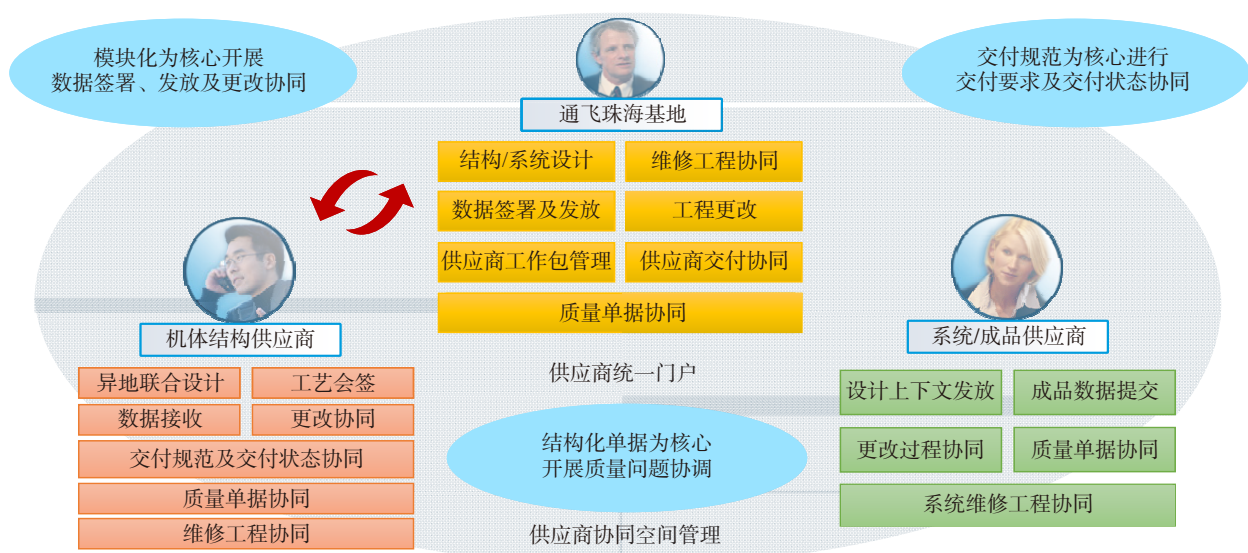 模块化为核心开展
数据签署、发放及更改协同
交付规范为核心进行
交付要求及交付状态协同
通飞珠海基地
结构/系统设计
维修工程协同
数据签署及发放
工程更改
供应商工作包管理
供应商交付协同
质量单据协同
机体结构供应商
异地联合设计
工艺会签
数据接收
更改协同
交付规范及交付状态协同
质量单据协同
维修工程协同
供应商统一门户
结构化单据为核心
开展质量问题协调
供应商协同空间管理
系统/成品供应商
设计上下文发放
成品数据提交
更改过程协同
质量单据协同
系统维修工程协同